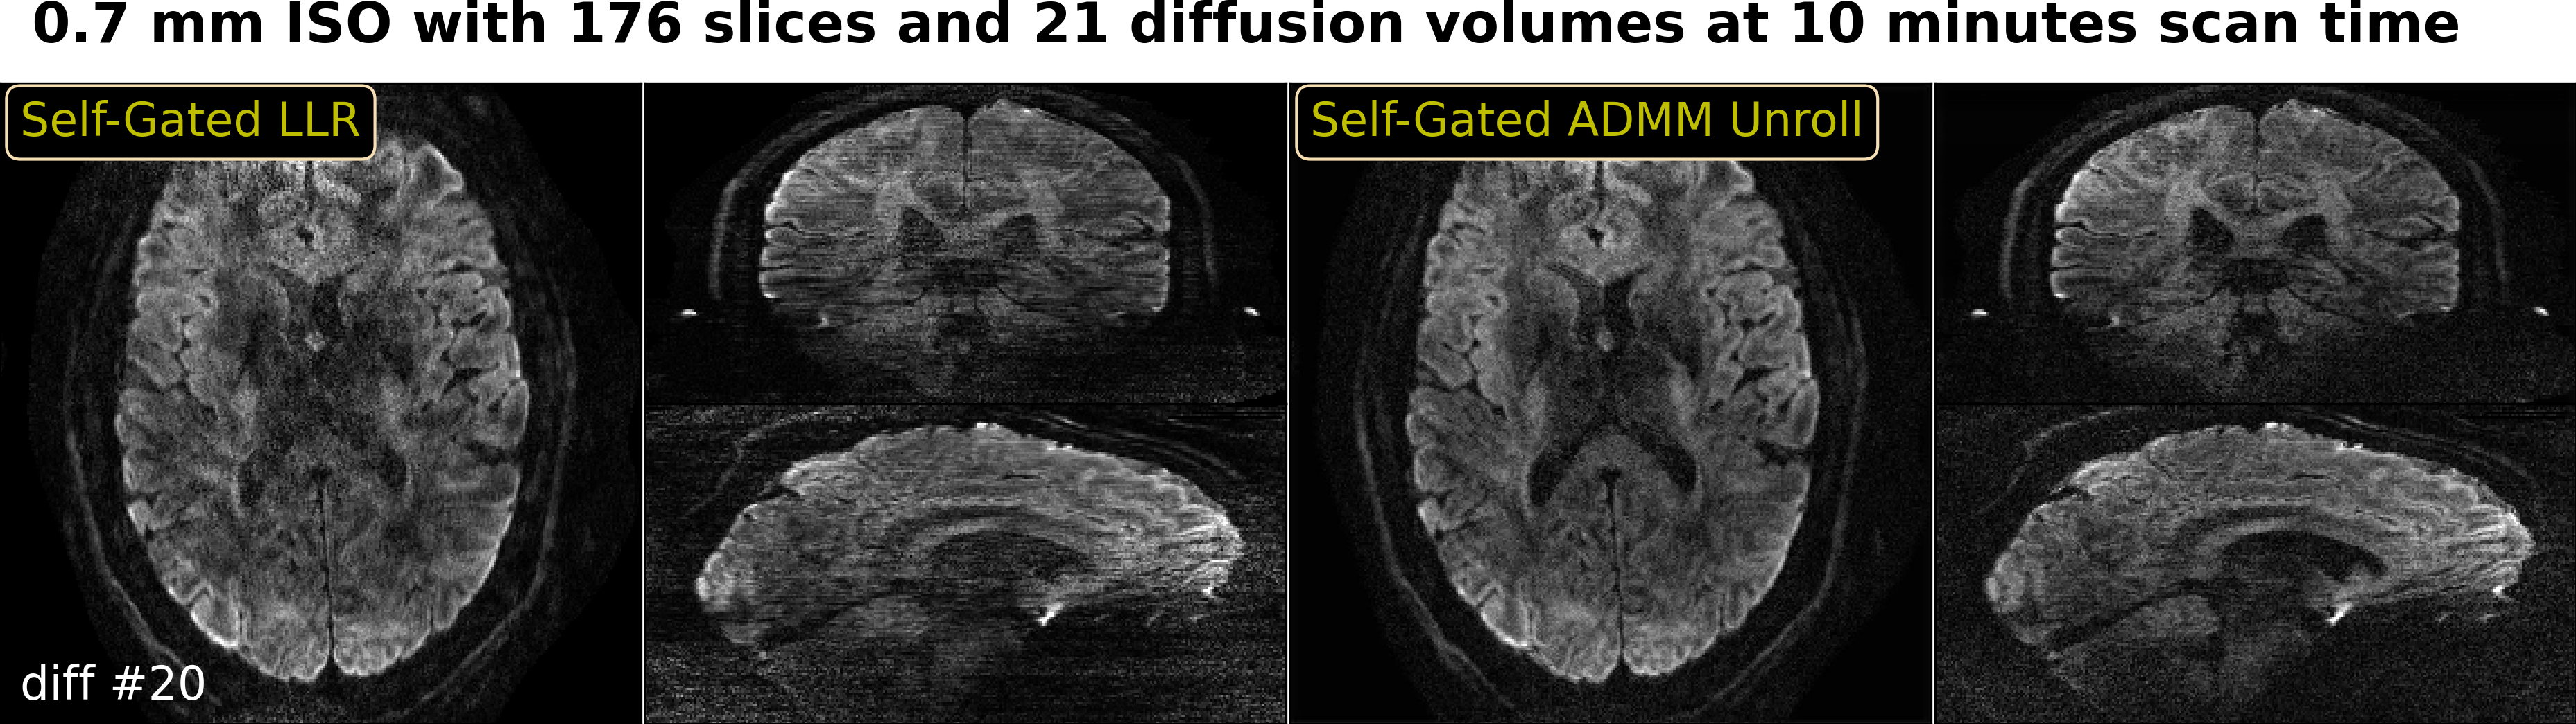 0.7 mm ISO with 176 slices and 21 diffusion volumes at 10 minutes scan time
Self-Gated LLR
Self-Gated ADMM Unroll
diff #20